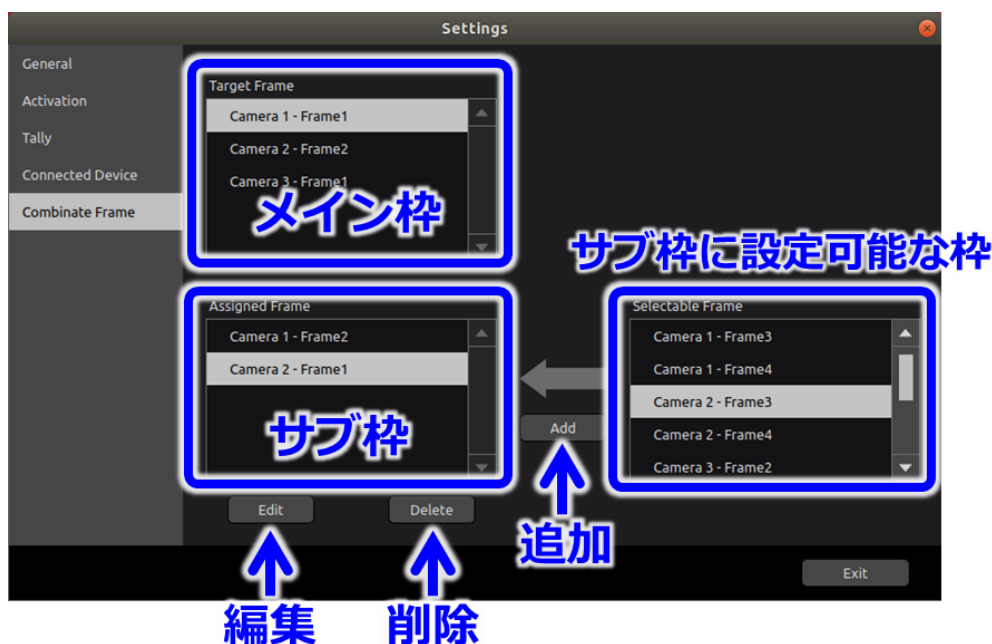 Settings
General
Activation
Tally
Connected Device
Combinate Frame
Target Frame
Camera 1 - Frame1
Camera 2 - Frame2
Camera 3 - Frame1
メイン枠
サブ枠に設定可能な枠
Assigned Frame
Camera 1 - Frame2
Camera 2 - Frame1
サブ枠
Selectable Frame
Camera 1 - Frame3
Camera 1 - Frame4
Camera 2 - Frame3
Camera 2 - Frame4
Camera 3 - Frame2
Add
追加
Edit
Delete
編集
削除
Exit